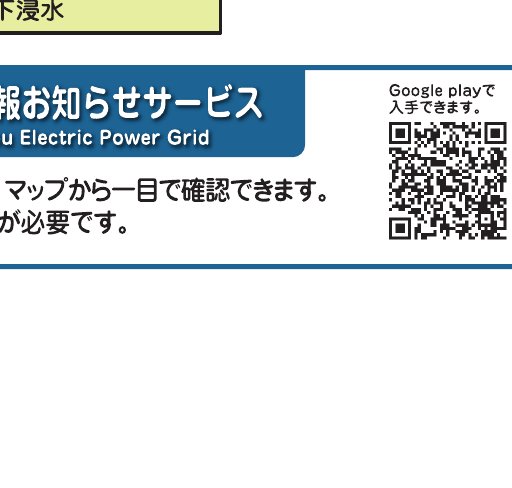 下浸水
報お知らせサービス
u Electric Power Grid
マップから一目で確認できます。
が必要です。
Google playで
入手できます。